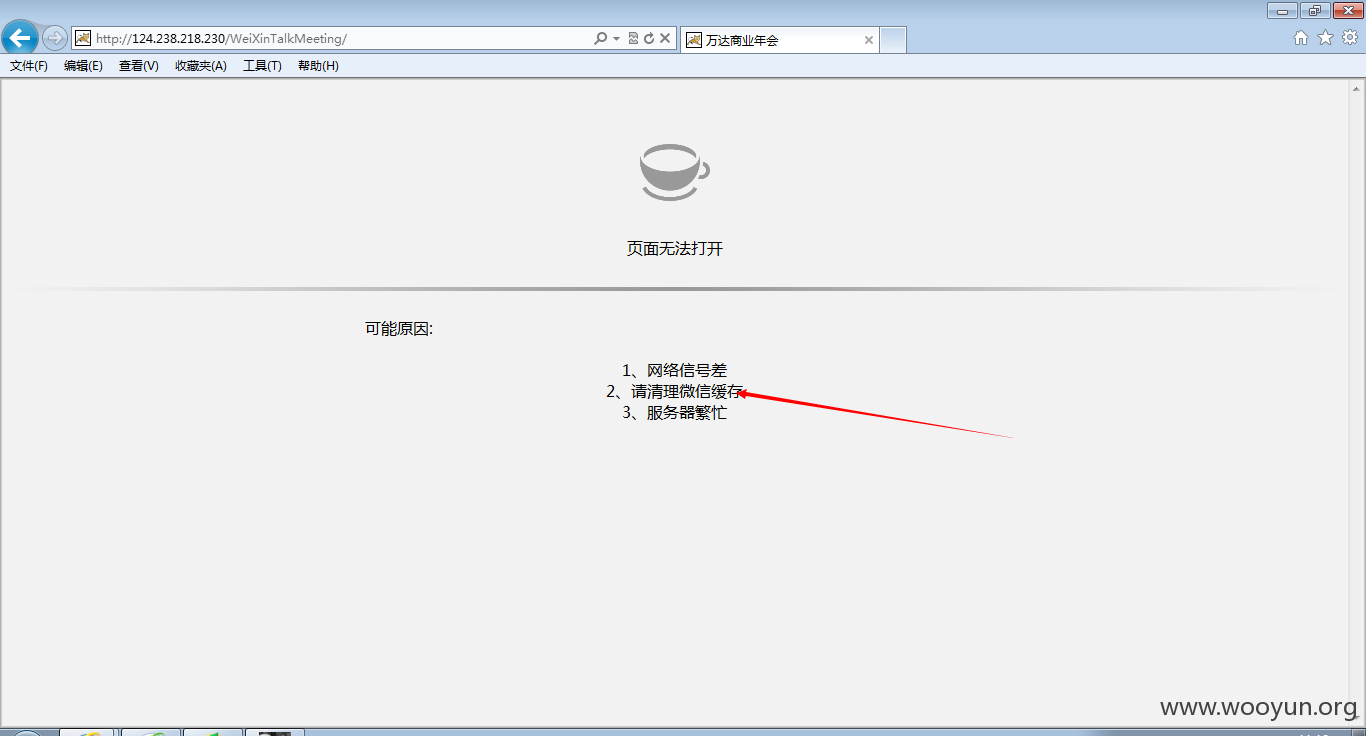 http://124.238.218.230/WeiXinTalkMeeting/
万达商业年会
文件(F) 编辑(E) 查看(V) 收藏夹(A) 工具(T) 帮助(H)
页面无法打开
可能原因:
1、网络信号差
2、请清理微信缓存
3、服务器繁忙
www.wooyun.org